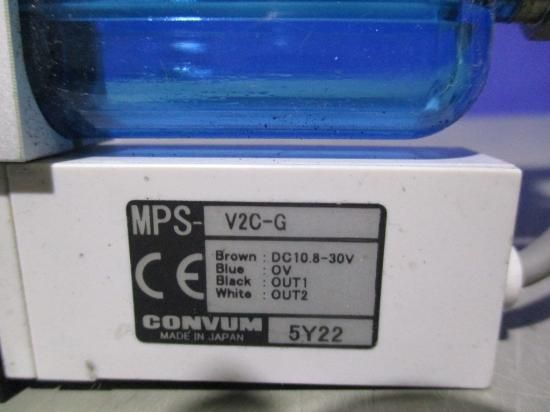 MPS- V2C-G
CE
Brown : DC10.8-30V
Blue : 0V
Black : OUT1
White : OUT2
CONVUM
MADE IN JAPAN
5Y22